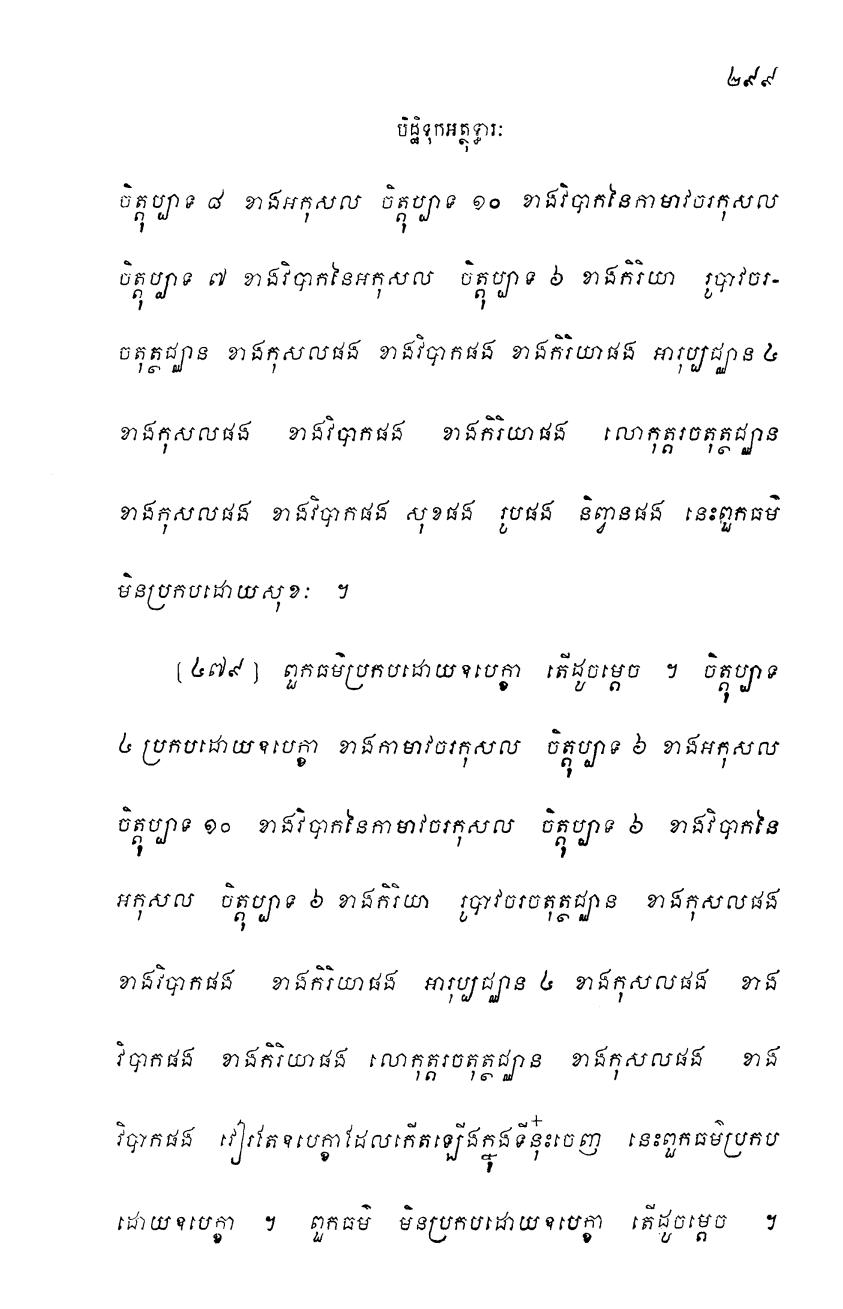 ២៩៩
បិដ្ឋិទុកអត្ថុទ្ធារៈ
ចិត្តុប្បាទ ៨ ខាងអកុសល ចិត្តុប្បាទ ១០ ខាងវិបាកនៃកាមាវចរកុសល
ចិត្តុប្បាទ ៧ ខាងវិបាកនៃអកុសល ចិត្តុប្បាទ ៦ ខាងកិរិយា រូបាវចរ-
ចតុត្ថជ្ឈាន ខាងកុសលផង ខាងវិបាកផង ខាងកិរិយាផង អារុប្បជ្ឈាន ៤
ខាងកុសលផង ខាងវិបាកផង ខាងកិរិយាផង លោកុត្តរចតុត្ថជ្ឈាន
ខាងកុសលផង ខាងវិបាកផង សុខផង រូបផង និព្វានផង នេះពួកធម៌
មិនប្រកបដោយសុខៈ ។
[៤៧៩] ពួកធម៌ប្រកបដោយឧបេក្ខា តើដូចម្តេច ។ ចិត្តុប្បាទ
៤ ប្រកបដោយឧបេក្ខា ខាងកាមាវចរកុសល ចិត្តុប្បាទ ៦ ខាងអកុសល
ចិត្តុប្បាទ ១០ ខាងវិបាកនៃកាមាវចរកុសល ចិត្តុប្បាទ ៦ ខាងវិបាកនៃ
អកុសល ចិត្តុប្បាទ ៦ ខាងកិរិយា រូបាវចរចតុត្ថជ្ឈាន ខាងកុសលផង
ខាងវិបាកផង ខាងកិរិយាផង អារុប្បជ្ឈាន ៤ ខាងកុសលផង ខាង
វិបាកផង ខាងកិរិយាផង លោកុត្តរចតុត្ថជ្ឈាន ខាងកុសលផង ខាង
វិបាកផង វៀរតែឧបេក្ខាដែលកើតឡើងក្នុងទីនុ៎ះចេញ នេះពួកធម៌ប្រកប
ដោយឧបេក្ខា ។ ពួកធម៌ មិនប្រកបដោយឧបេក្ខា តើដូចម្តេច ។